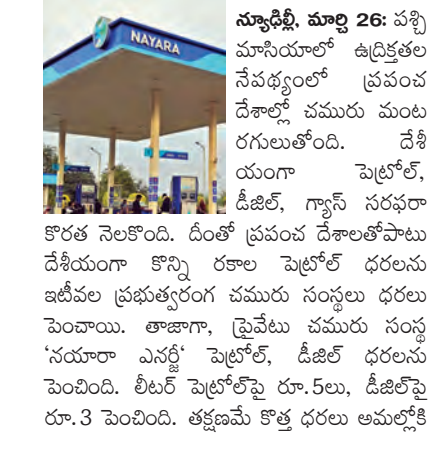 NAYARA
న్యూఢిల్లీ, మార్చి 26: పశ్చి
మాసియాలో ఉద్రిక్తతల
నేపథ్యంలో ప్రపంచ
దేశాల్లో చమురు మంట
రగులుతోంది. దేశీ
యంగా పెట్రోల్,
డీజిల్, గ్యాస్ సరఫరా
కొరత నెలకొంది. దీంతో ప్రపంచ దేశాలతోపాటు
దేశీయంగా కొన్ని రకాల పెట్రోల్ ధరలను
ఇటీవల ప్రభుత్వరంగ చమురు సంస్థలు ధరలు
పెంచాయి. తాజాగా, ప్రైవేటు చమురు సంస్థ
‘నయారా ఎనర్జీ‘ పెట్రోల్, డీజిల్ ధరలను
పెంచింది. లీటర్ పెట్రోల్‌పై రూ.5లు, డీజిల్‌పై
రూ.3 పెంచింది. తక్షణమే కొత్త ధరలు అమల్లోకి